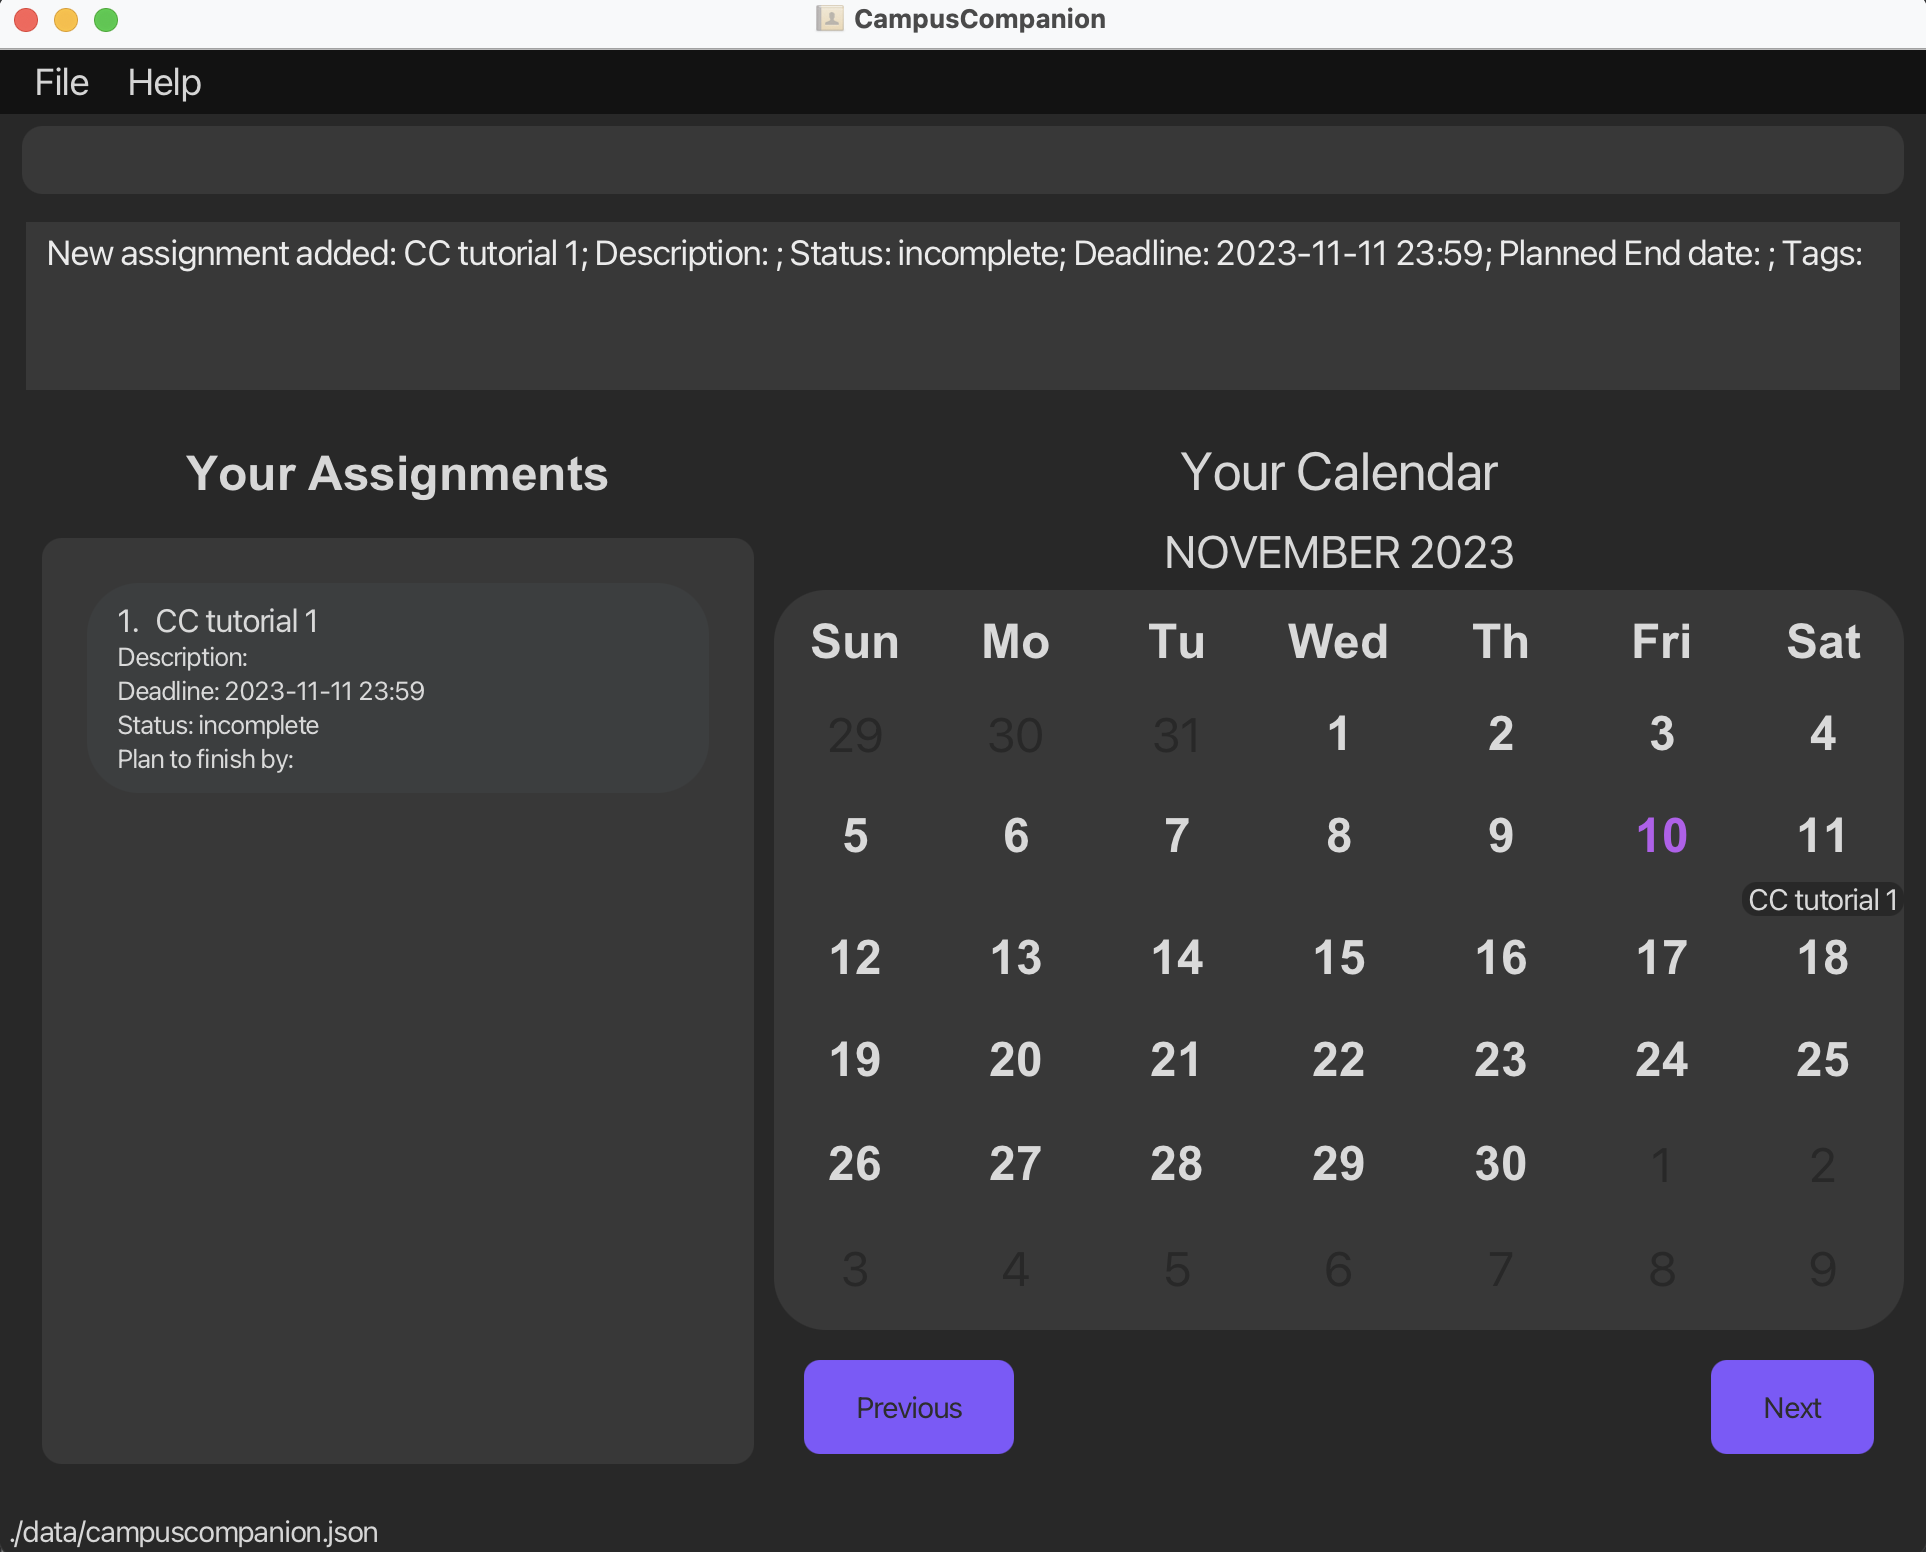 CampusCompanion
File Help
New assignment added: CC tutorial 1; Description: ; Status: incomplete; Deadline: 2023-11-11 23:59; Planned End date: ; Tags:
Your Assignments
1. CC tutorial 1
Description:
Deadline: 2023-11-11 23:59
Status: incomplete
Plan to finish by:
Your Calendar
NOVEMBER 2023
Sun Mo Tu Wed Th Fri Sat
29 30 31 1 2 3 4
5 6 7 8 9 10 11
CC tutorial 1
12 13 14 15 16 17 18
19 20 21 22 23 24 25
26 27 28 29 30 1 2
3 4 5 6 7 8 9
Previous Next
./data/campuscompanion.json